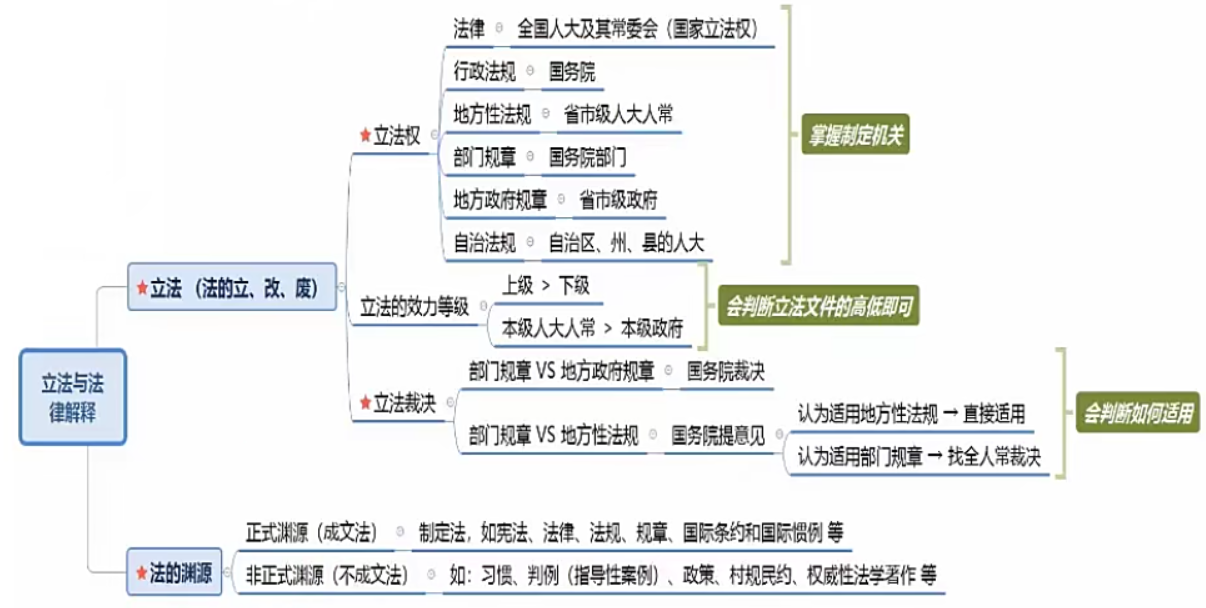 立法与法
律解释
★立法（法的立、改、废）
★立法权
法律 全国人大及其常委会（国家立法权）
行政法规 国务院
地方性法规 省市级人大人常
部门规章 国务院部门
地方政府规章 省市级政府
自治法规 自治区、州、县的人大
掌握制定机关
立法的效力等级
上级 > 下级
本级人大人常 > 本级政府
会判断立法文件的高低即可
★立法裁决
部门规章 VS 地方政府规章 国务院裁决
部门规章 VS 地方性法规 国务院提意见
认为适用地方性法规 → 直接适用
认为适用部门规章 → 找全人常裁决
会判断如何适用
★法的渊源
正式渊源（成文法） 制定法，如宪法、法律、法规、规章、国际条约和国际惯例 等
非正式渊源（不成文法） 如：习惯、判例（指导性案例）、政策、村规民约、权威性法学著作 等